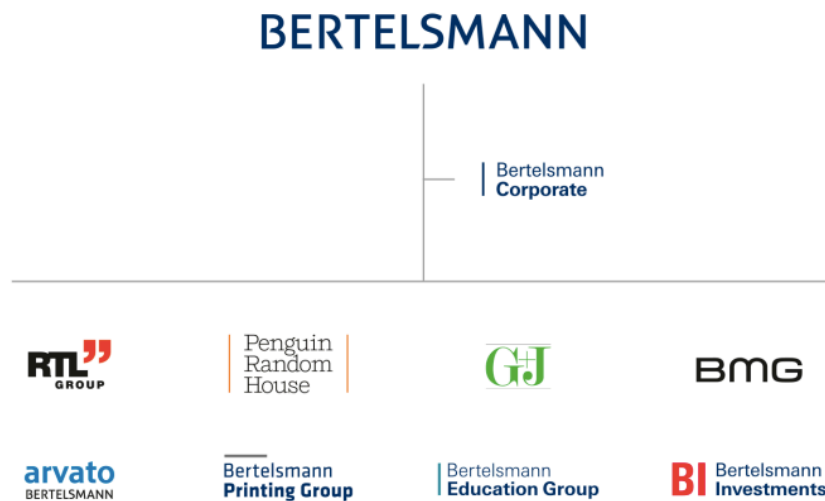 BERTELSMANN
Bertelsmann
Corporate
RTL”
GROUP
Penguin
Random
House
G+J
BMG
arvato
BERTELSMANN
Bertelsmann
Printing Group
Bertelsmann
Education Group
BI
Bertelsmann
Investments